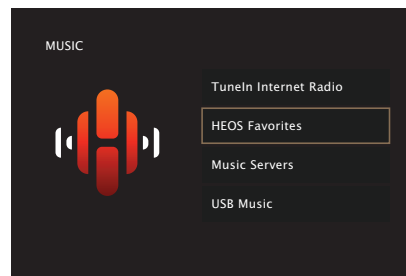 MUSIC
TuneIn Internet Radio
HEOS Favorites
Music Servers
USB Music